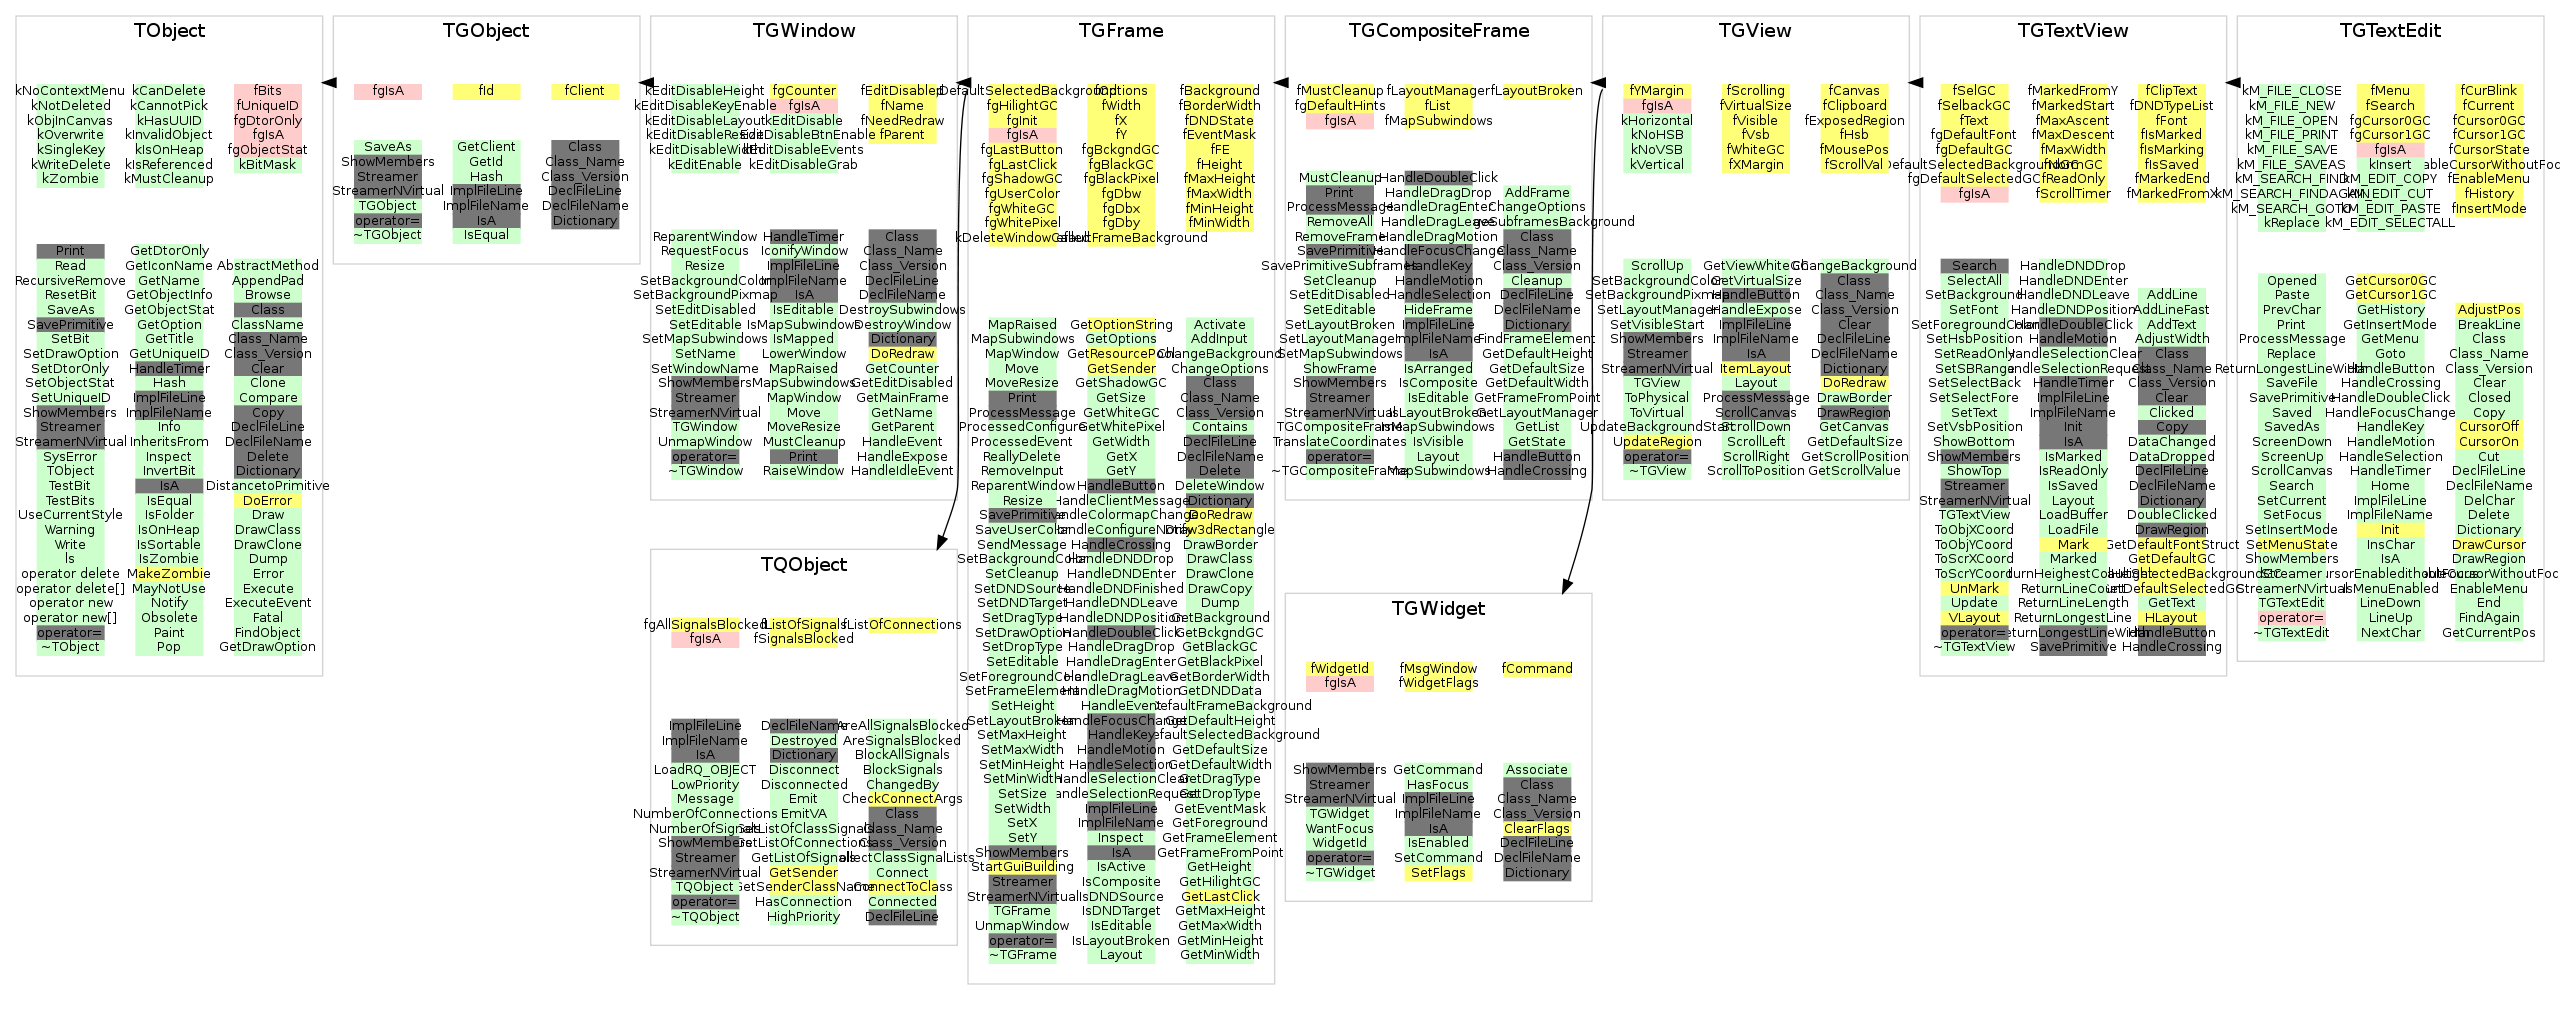 TObject
kNoContextMenu
kNotDeleted
kObjInCanvas
kOverwrite
kSingleKey
kWriteDelete
kZombie
kCanDelete
kCannotPick
kHasUUID
kInvalidObject
kIsOnHeap
kIsReferenced
kMustCleanup
fBits
fUniqueID
fgDtorOnly
fgIsA
fgObjectStat
kBitMask
Print
Read
RecursiveRemove
ResetBit
SaveAs
SavePrimitive
SetBit
SetDrawOption
SetDtorOnly
SetObjectStat
SetUniqueID
ShowMembers
Streamer
StreamerNVirtual
SysError
TObject
TestBit
TestBits
UseCurrentStyle
Warning
Write
ls
operator delete
operator delete[]
operator new
operator new[]
operator=
~TObject
GetDtorOnly
GetIconName
GetName
GetObjectInfo
GetObjectStat
GetOption
GetTitle
GetUniqueID
HandleTimer
Hash
ImplFileLine
ImplFileName
Info
InheritsFrom
Inspect
InvertBit
IsA
IsEqual
IsFolder
IsOnHeap
IsSortable
IsZombie
MakeZombie
MayNotUse
Notify
Obsolete
Paint
Pop
AbstractMethod
AppendPad
Browse
Class
ClassName
Class_Name
Class_Version
Clear
Clone
Compare
Copy
DeclFileLine
DeclFileName
Delete
Dictionary
DistancetoPrimitive
DoError
Draw
DrawClass
DrawClone
Dump
Error
Execute
ExecuteEvent
Fatal
FindObject
GetDrawOption
TGObject
fgIsA
fId
fClient
SaveAs
ShowMembers
Streamer
StreamerNVirtual
TGObject
operator=
~TGObject
GetClient
GetId
Hash
ImplFileLine
ImplFileName
IsA
IsEqual
Class
Class_Name
Class_Version
DeclFileLine
DeclFileName
Dictionary
TGWindow
kEditDisableHeight
kEditDisableKeyEnable
kEditDisableLayout
kEditDisableResize
kEditDisableWidth
kEditEnable
fgCounter
fgIsA
kEditDisable
kEditDisableBtnEnable
kEditDisableEvents
kEditDisableGrab
fEditDisabled
fName
fNeedRedraw
fParent
ReparentWindow
RequestFocus
Resize
SetBackgroundColor
SetBackgroundPixmap
SetEditDisabled
SetEditable
SetMapSubwindows
SetName
SetWindowName
ShowMembers
Streamer
StreamerNVirtual
TGWindow
UnmapWindow
operator=
~TGWindow
HandleTimer
IconifyWindow
ImplFileLine
ImplFileName
IsA
IsEditable
IsMapSubwindows
IsMapped
LowerWindow
MapRaised
MapSubwindows
MapWindow
Move
MoveResize
MustCleanup
Print
RaiseWindow
Class
Class_Name
Class_Version
DeclFileLine
DeclFileName
DestroySubwindows
DestroyWindow
Dictionary
DoRedraw
GetCounter
GetEditDisabled
GetMainFrame
GetName
GetParent
HandleEvent
HandleExpose
HandleIdleEvent
TQObject
fgAllSignalsBlocked
fgIsA
fListOfSignals
fSignalsBlocked
fListOfConnections
ImplFileLine
ImplFileName
IsA
LoadRQ_OBJECT
LowPriority
Message
NumberOfConnections
NumberOfSignals
ShowMembers
Streamer
StreamerNVirtual
TQObject
operator=
~TQObject
DeclFileName
Destroyed
Dictionary
Disconnect
Disconnected
Emit
EmitVA
GetListOfClassSignals
GetListOfConnections
GetListOfSignals
GetSender
GetSenderClassName
HasConnection
HighPriority
AreAllSignalsBlocked
AreSignalsBlocked
BlockAllSignals
BlockSignals
ChangedBy
CheckConnectArgs
Class
Class_Name
Class_Version
Connect
ConnectToClass
Connected
DeclFileLine
TGFrame
fgHilightGC
fgInit
fgIsA
fgLastButton
fgLastClick
fgShadowGC
fgUserColor
fgWhiteGC
fgWhitePixel
fOptions
fWidth
fX
fY
fgBckgndGC
fgBlackGC
fgBlackPixel
fgDbw
fgDbx
fgDby
fBackground
fBorderWidth
fDNDState
fEventMask
fFE
fHeight
fMaxHeight
fMaxWidth
fMinHeight
fMinWidth
MapRaised
MapSubwindows
MapWindow
Move
MoveResize
Print
ProcessMessage
ProcessedConfigure
ProcessedEvent
ReallyDelete
RemoveInput
ReparentWindow
Resize
SavePrimitive
SaveUserColor
SendMessage
SetBackgroundColor
SetCleanup
SetDNDSource
SetDNDTarget
SetDragType
SetDrawOption
SetDropType
SetEditable
SetForegroundColor
SetFrameElement
SetHeight
SetLayoutBroken
SetMaxHeight
SetMaxWidth
SetMinHeight
SetMinWidth
SetSize
SetWidth
SetX
SetY
ShowMembers
StartGuiBuilding
Streamer
StreamerNVirtual
TGFrame
UnmapWindow
operator=
~TGFrame
GetOptionString
GetOptions
GetResourcePool
GetSender
GetShadowGC
GetSize
GetWhiteGC
GetWhitePixel
GetWidth
GetX
GetY
HandleButton
HandleClientMessage
HandleColormapChange
HandleConfigureNotify
HandleCrossing
HandleDNDDrop
HandleDNDEnter
HandleDNDFinished
HandleDNDLeave
HandleDNDPosition
HandleDoubleClick
HandleDragDrop
HandleDragEnter
HandleDragLeave
HandleDragMotion
HandleEvent
HandleFocusChange
HandleKey
HandleMotion
HandleSelection
HandleSelectionClear
HandleSelectionRequest
ImplFileLine
ImplFileName
Inspect
IsA
IsActive
IsComposite
IsDNDSource
IsDNDTarget
IsEditable
IsLayoutBroken
Layout
Activate
AddInput
ChangeBackground
ChangeOptions
Class
Class_Name
Class_Version
Contains
DeclFileLine
DeclFileName
Delete
DeleteWindow
Dictionary
DoRedraw
Draw3dRectangle
DrawBorder
DrawClass
DrawClone
DrawCopy
Dump
GetBackground
GetBckgndGC
GetBlackGC
GetBlackPixel
GetBorderWidth
GetDNDData
GetDefaultHeight
GetDefaultSize
GetDefaultWidth
GetDragType
GetDropType
GetEventMask
GetForeground
GetFrameElement
GetFrameFromPoint
GetHeight
GetHilightGC
GetLastClick
GetMaxHeight
GetMaxWidth
GetMinHeight
GetMinWidth
TGCompositeFrame
fMustCleanup
fgDefaultHints
fgIsA
fLayoutManager
fList
fMapSubwindows
fLayoutBroken
MustCleanup
Print
ProcessMessage
RemoveAll
RemoveFrame
SavePrimitive
SavePrimitiveSubframes
SetCleanup
SetEditDisabled
SetEditable
SetLayoutBroken
SetLayoutManager
SetMapSubwindows
ShowFrame
ShowMembers
Streamer
StreamerNVirtual
TGCompositeFrame
TranslateCoordinates
operator=
~TGCompositeFrame
HandleDoubleClick
HandleDragDrop
HandleDragEnter
HandleDragLeave
HandleDragMotion
HandleFocusChange
HandleKey
HandleMotion
HandleSelection
HideFrame
ImplFileLine
ImplFileName
IsA
IsArranged
IsComposite
IsEditable
IsLayoutBroken
IsMapSubwindows
IsVisible
Layout
MapSubwindows
AddFrame
ChangeOptions
Class
Class_Name
Class_Version
Cleanup
DeclFileLine
DeclFileName
Dictionary
FindFrameElement
GetDefaultHeight
GetDefaultSize
GetDefaultWidth
GetFrameFromPoint
GetLayoutManager
GetList
GetState
HandleButton
HandleCrossing
TGWidget
fWidgetId
fgIsA
fMsgWindow
fWidgetFlags
fCommand
ShowMembers
Streamer
StreamerNVirtual
TGWidget
WantFocus
WidgetId
operator=
~TGWidget
GetCommand
HasFocus
ImplFileLine
ImplFileName
IsA
IsEnabled
SetCommand
SetFlags
Associate
Class
Class_Name
Class_Version
ClearFlags
DeclFileLine
DeclFileName
Dictionary
TGView
fYMargin
fgIsA
kHorizontal
kNoHSB
kNoVSB
kVertical
fScrolling
fVirtualSize
fVisible
fVsb
fWhiteGC
fXMargin
fCanvas
fClipboard
fExposedRegion
fHsb
fMousePos
fScrollVal
ScrollUp
SetBackgroundColor
SetBackgroundPixmap
SetLayoutManager
SetVisibleStart
ShowMembers
Streamer
StreamerNVirtual
TGView
ToPhysical
ToVirtual
UpdateBackgroundStart
UpdateRegion
operator=
~TGView
GetViewWhiteGC
GetVirtualSize
HandleButton
HandleExpose
ImplFileLine
ImplFileName
IsA
ItemLayout
Layout
ProcessMessage
ScrollCanvas
ScrollDown
ScrollLeft
ScrollRight
ScrollToPosition
ChangeBackground
Class
Class_Name
Class_Version
Clear
DeclFileLine
DeclFileName
Dictionary
DoRedraw
DrawBorder
DrawRegion
GetCanvas
GetDefaultSize
GetScrollPosition
GetScrollValue
TGTextView
fSelGC
fSelbackGC
fText
fgDefaultFont
fgDefaultGC
fgDefaultSelectedGC
fgIsA
fMarkedFromY
fMarkedStart
fMaxAscent
fMaxDescent
fMaxWidth
fNormGC
fReadOnly
fScrollTimer
fClipText
fDNDTypeList
fFont
fIsMarked
fIsMarking
fIsSaved
fMarkedEnd
fMarkedFromX
Search
SelectAll
SetBackground
SetFont
SetForegroundColor
SetHsbPosition
SetReadOnly
SetSBRange
SetSelectBack
SetSelectFore
SetText
SetVsbPosition
ShowBottom
ShowMembers
ShowTop
Streamer
StreamerNVirtual
TGTextView
ToObjXCoord
ToObjYCoord
ToScrXCoord
ToScrYCoord
UnMark
Update
VLayout
operator=
~TGTextView
HandleDNDDrop
HandleDNDEnter
HandleDNDLeave
HandleDNDPosition
HandleDoubleClick
HandleMotion
HandleSelectionClear
HandleSelectionRequest
HandleTimer
ImplFileLine
ImplFileName
Init
IsA
IsMarked
IsReadOnly
IsSaved
Layout
LoadBuffer
LoadFile
Mark
Marked
ReturnLineCount
ReturnLineLength
ReturnLongestLine
ReturnLongestLineWidth
SavePrimitive
AddLine
AddLineFast
AddText
AdjustWidth
Class
Class_Name
Class_Version
Clear
Clicked
Copy
DataChanged
DataDropped
DeclFileLine
DeclFileName
Dictionary
DoubleClicked
DrawRegion
GetDefaultFontStruct
GetDefaultGC
GetText
HLayout
HandleButton
HandleCrossing
TGTextEdit
kM_FILE_CLOSE
kM_FILE_NEW
kM_FILE_OPEN
kM_FILE_PRINT
kM_FILE_SAVE
kM_FILE_SAVEAS
kM_SEARCH_FIND
kM_SEARCH_FINDAGAIN
kM_SEARCH_GOTO
kReplace
fMenu
fSearch
fgCursor0GC
fgCursor1GC
fgIsA
kInsert
kM_EDIT_COPY
kM_EDIT_CUT
kM_EDIT_PASTE
kM_EDIT_SELECTALL
fCurBlink
fCurrent
fCursor0GC
fCursor1GC
fCursorState
fEnableMenu
fHistory
fInsertMode
Opened
Paste
PrevChar
Print
ProcessMessage
Replace
ReturnLongestLineWidth
SaveFile
SavePrimitive
Saved
SavedAs
ScreenDown
ScreenUp
ScrollCanvas
Search
SetCurrent
SetFocus
SetInsertMode
SetMenuState
ShowMembers
Streamer
StreamerNVirtual
TGTextEdit
operator=
~TGTextEdit
GetCursor0GC
GetCursor1GC
GetHistory
GetInsertMode
GetMenu
Goto
HandleButton
HandleCrossing
HandleDoubleClick
HandleFocusChange
HandleKey
HandleMotion
HandleSelection
HandleTimer
Home
ImplFileLine
ImplFileName
Init
InsChar
IsA
IsMenuEnabled
LineDown
LineUp
NextChar
AdjustPos
BreakLine
Class
Class_Name
Class_Version
Clear
Closed
Copy
CursorOff
CursorOn
Cut
DeclFileLine
DeclFileName
DelChar
Delete
Dictionary
DrawCursor
DrawRegion
EnableMenu
End
FindAgain
GetCurrentPos